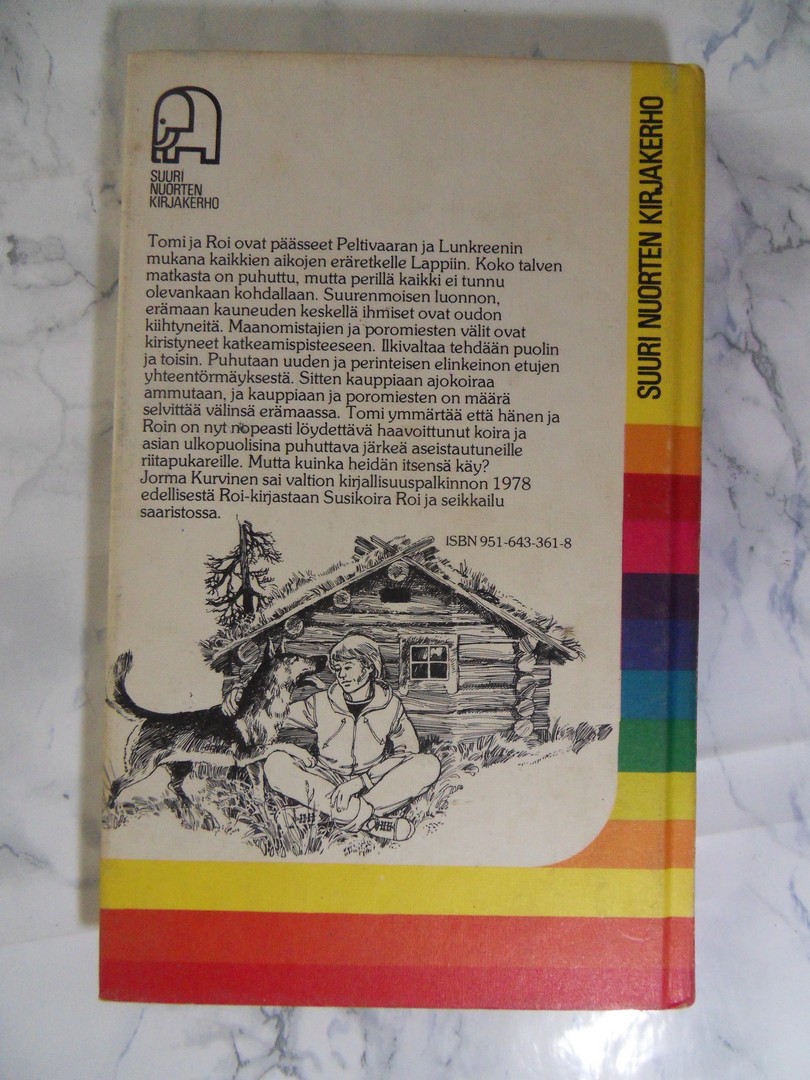 SUURI
NUORTEN
KIRJAKERHO
Tomi ja Roi ovat päässeet Peltivaaran ja Lunkreenin
mukana kaikkien aikojen eräretkelle Lappiin. Koko talven
matkasta on puhuttu, mutta perillä kaikki ei tunnu
olevankaan kohdallaan. Suurenmoisen luonnon,
erämaan kauneuden keskellä ihmiset ovat oudon
kiihtyneitä. Maanomistajien ja poromiesten välit ovat
kiristyneet katkeamispisteeseen. Ilkivaltaa tehdään puolin
ja toisin. Puhutaan uuden ja perinteisen elinkeinon etujen
yhteentörmäyksestä. Sitten kauppiaan ajokoiraa
ammutaan, ja kauppiaan ja poromiesten on määrä
selvittää välinsä erämaassa. Tomi ymmärtää että hänen ja
Roin on nyt nopeasti löydettävä haavoittunut koira ja
asian ulkopuolisina puhuttava järkeä aseistautuneille
riitapukareille. Mutta kuinka heidän itsensä käy?
Jorma Kurvinen sai valtion kirjallisuuspalkinnon 1978
edellisestä Roi-kirjastaan Susikoira Roi ja seikkailu
saaristossa.
ISBN 951-643-361-8
SUURI NUORTEN KIRJAKERHO